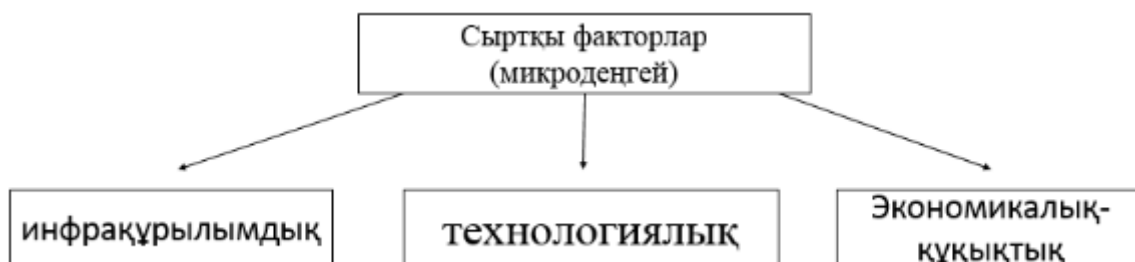 Сыртқы факторлар
(микродеңгей)
инфрақұрылымдық
технологиялық
Экономикалық-
құқықтық